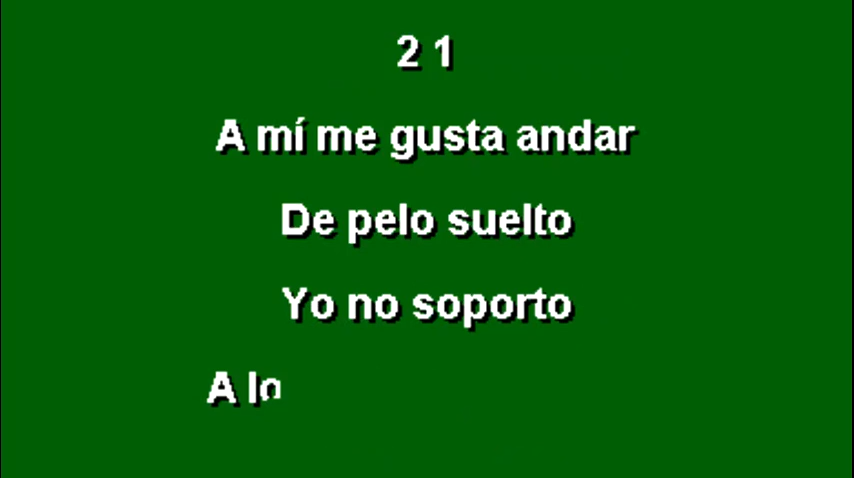 2 1
A mí me gusta andar
De pelo suelto
Yo no soporto
A lo